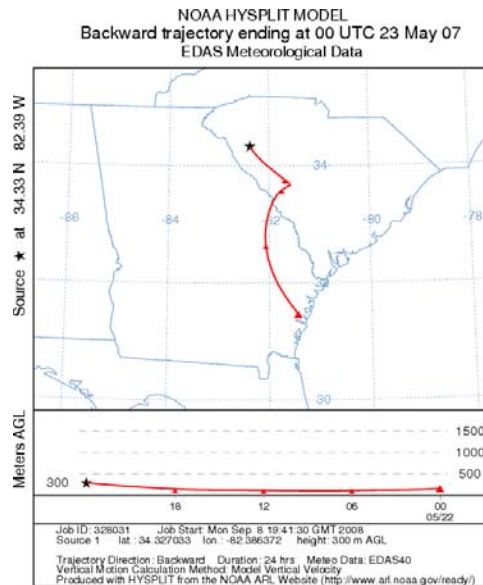 NOAA HYSPLIT MODEL
Backward trajectory ending at 00 UTC 23 May 07
EDAS Meteorological Data
Source ★ at 34.33 N 82.39 W
34
-86
-84
-82
-80
-78
32
30
Meters AGL
1500
1000
500
300
18
12
06
00
05/22
Job ID: 328031 Job Start: Mon Sep 8 19:41:30 GMT 2008
Source 1 lat.: 34.327033 lon.: -82.386372 height: 300 m AGL
Trajectory Direction: Backward Duration: 24 hrs Meteo Data: EDAS40
Vertical Motion Calculation Method: Model Vertical Velocity
Produced with HYSPLIT from the NOAA ARL Website (http://www.arl.noaa.gov/ready/)